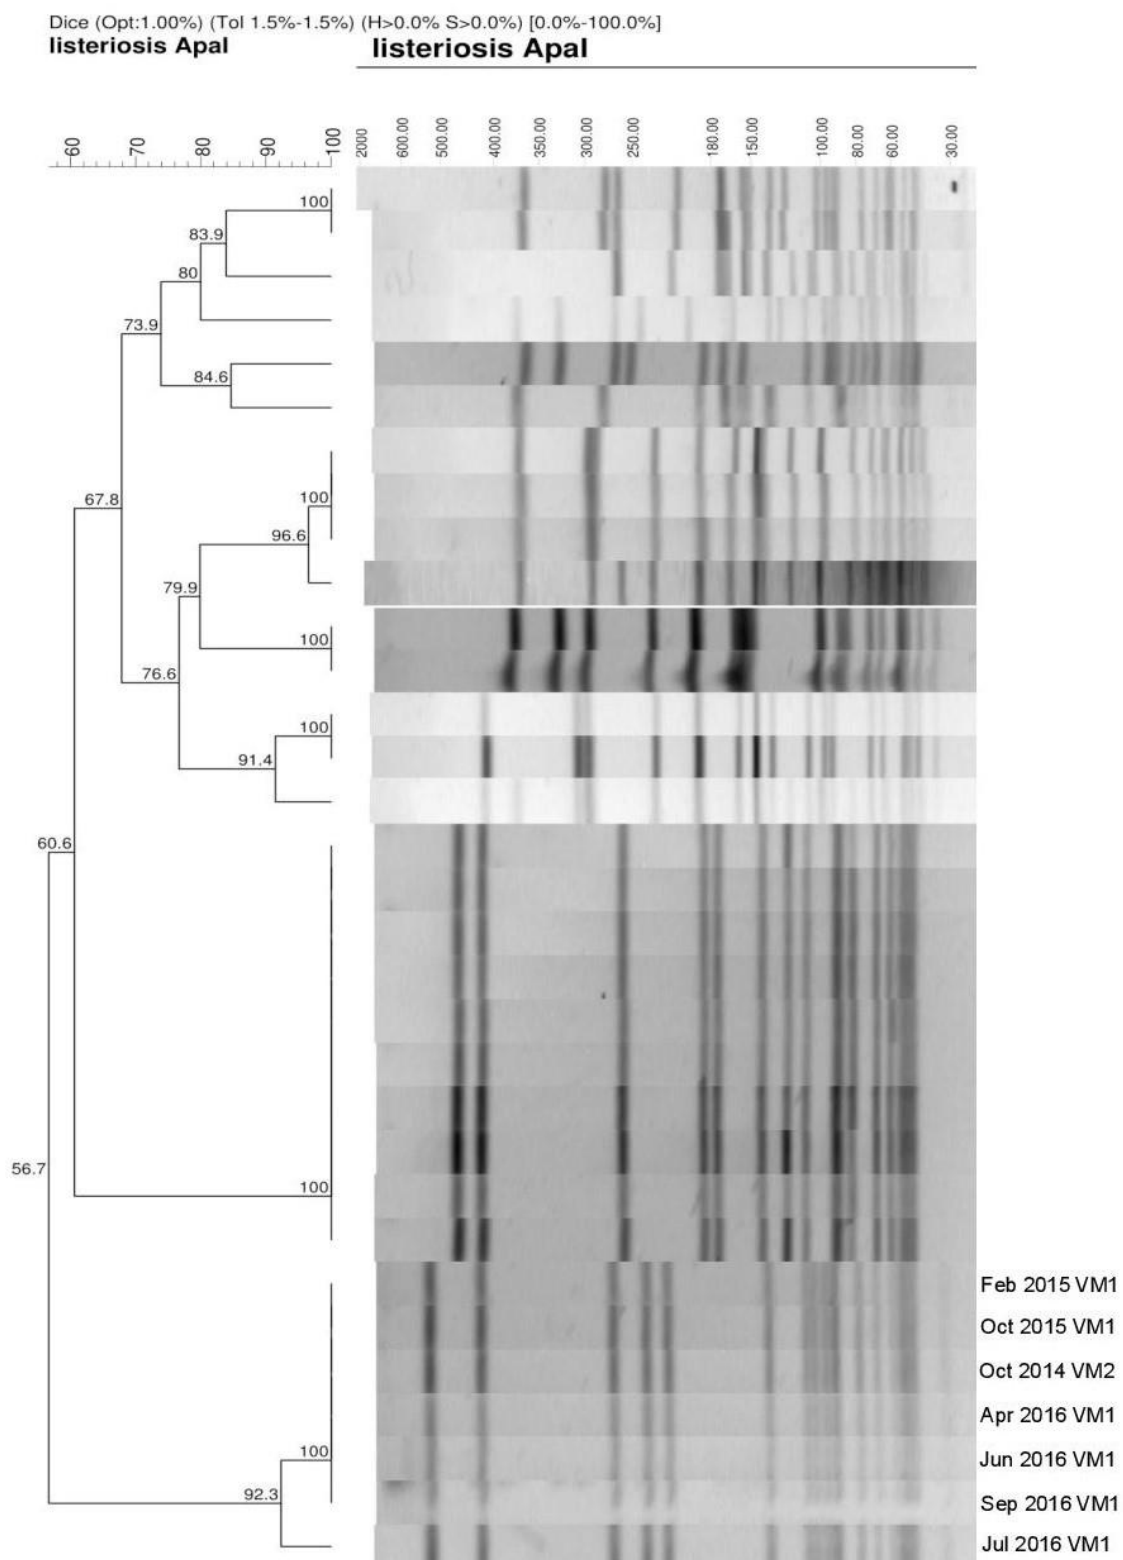 Dice (Opt:1.00%) (Tol 1.5%-1.5%) (H>0.0% S>0.0%) [0.0%-100.0%]
listeriosis ApaI listeriosis ApaI
60 70 80 90 100 2000 600.00 5000.00 400.00 350.00 300.00 250.00 180.00 150.00 100.00 80.00 60.00 30.00
100
83.9
80
73.9
84.6
67.8
100
96.6
79.9
100
76.6
100
91.4
60.6
56.7
100
Feb 2015 VM1
Oct 2015 VM1
Oct 2014 VM2
Apr 2016 VM1
100
Jun 2016 VM1
92.3
Sep 2016 VM1
Jul 2016 VM1